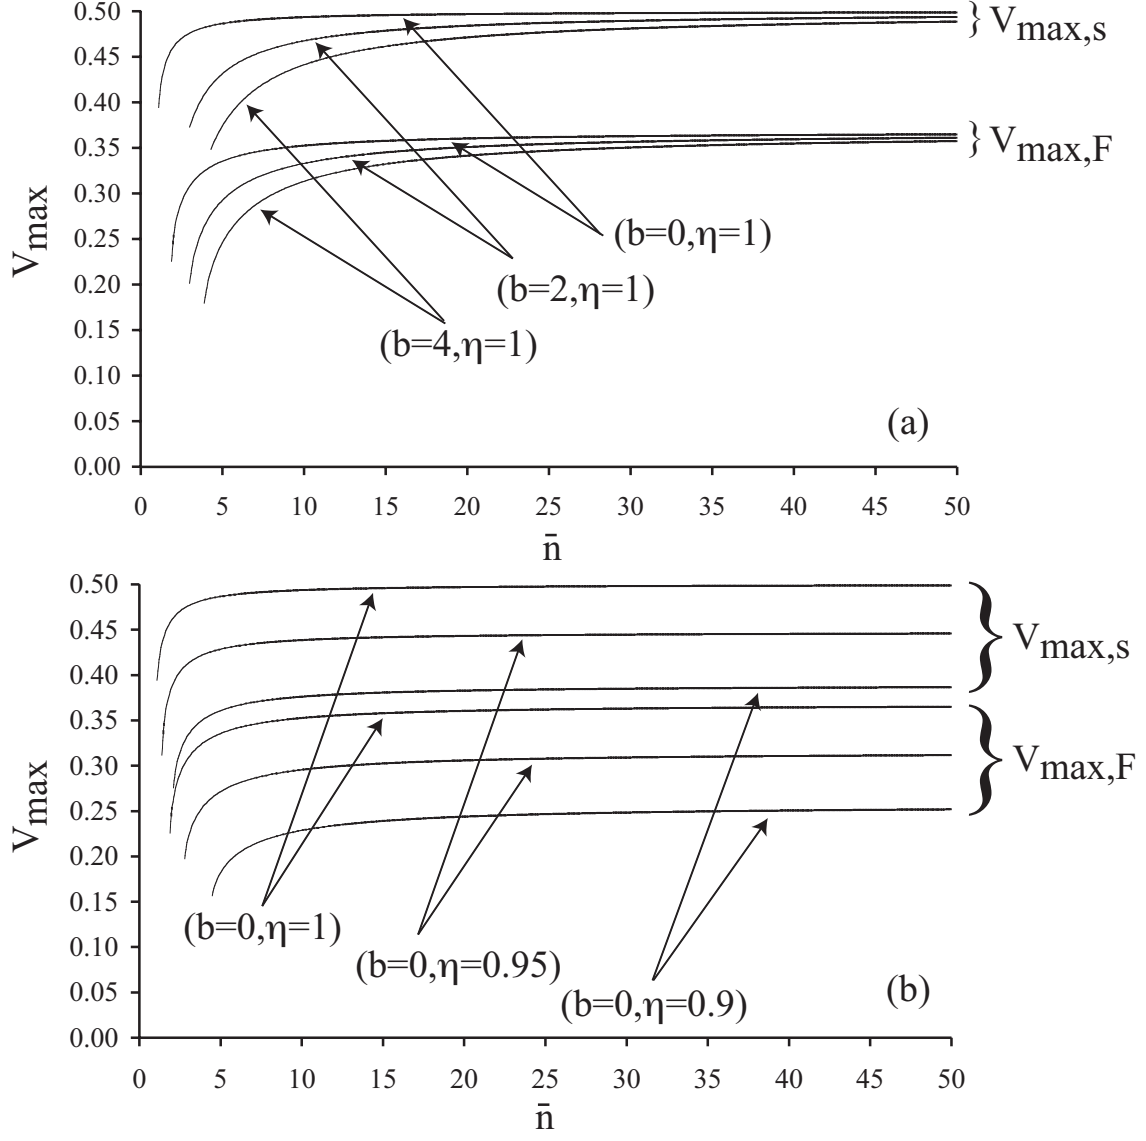 0.50
0.45
0.40
0.35
0.30
0.25
0.20
0.15
0.10
0.05
0.00
V_max
} V_max,s
} V_max,F
(b=0,η=1)
(b=2,η=1)
(b=4,η=1)
(a)
0 5 10 15 20 25 30 35 40 45 50
n̄
0.50
0.45
0.40
0.35
0.30
0.25
0.20
0.15
0.10
0.05
0.00
V_max
} V_max,s
} V_max,F
(b=0,η=1)
(b=0,η=0.95)
(b=0,η=0.9)
(b)
0 5 10 15 20 25 30 35 40 45 50
n̄